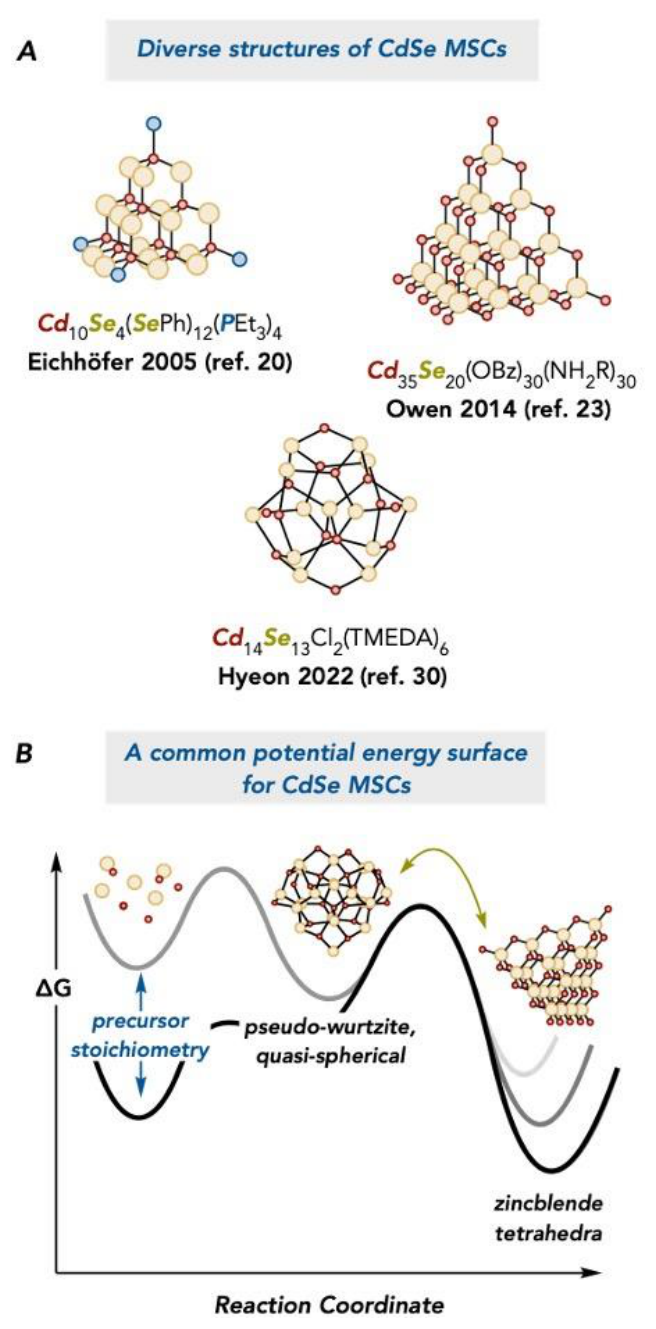 A
Diverse structures of CdSe MSCs
Cd₁₀Se₄(SePh)₁₂(PEt₃)₄
Eichhöfer 2005 (ref. 20)
Cd₃₅Se₂₀(OBz)₃₀(NH₂R)₃₀
Owen 2014 (ref. 23)
Cd₁₄Se₁₃Cl₂(TMEDA)₆
Hyeon 2022 (ref. 30)
B
A common potential energy surface
for CdSe MSCs
ΔG
precursor
stoichiometry
pseudo-wurtzite,
quasi-spherical
zincblende
tetrahedra
Reaction Coordinate